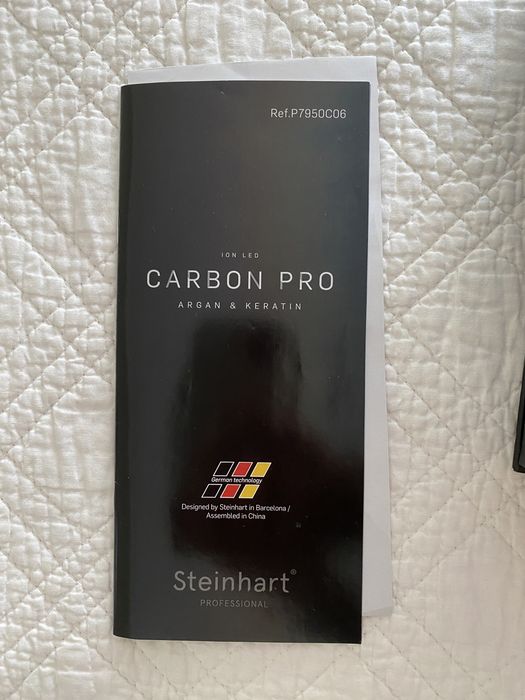 Ref.P7950C06
ION LED
CARBON PRO
ARGAN & KERATIN
German technology
Designed by Steinhart in Barcelona /
Assembled in China
Steinhart®
PROFESSIONAL